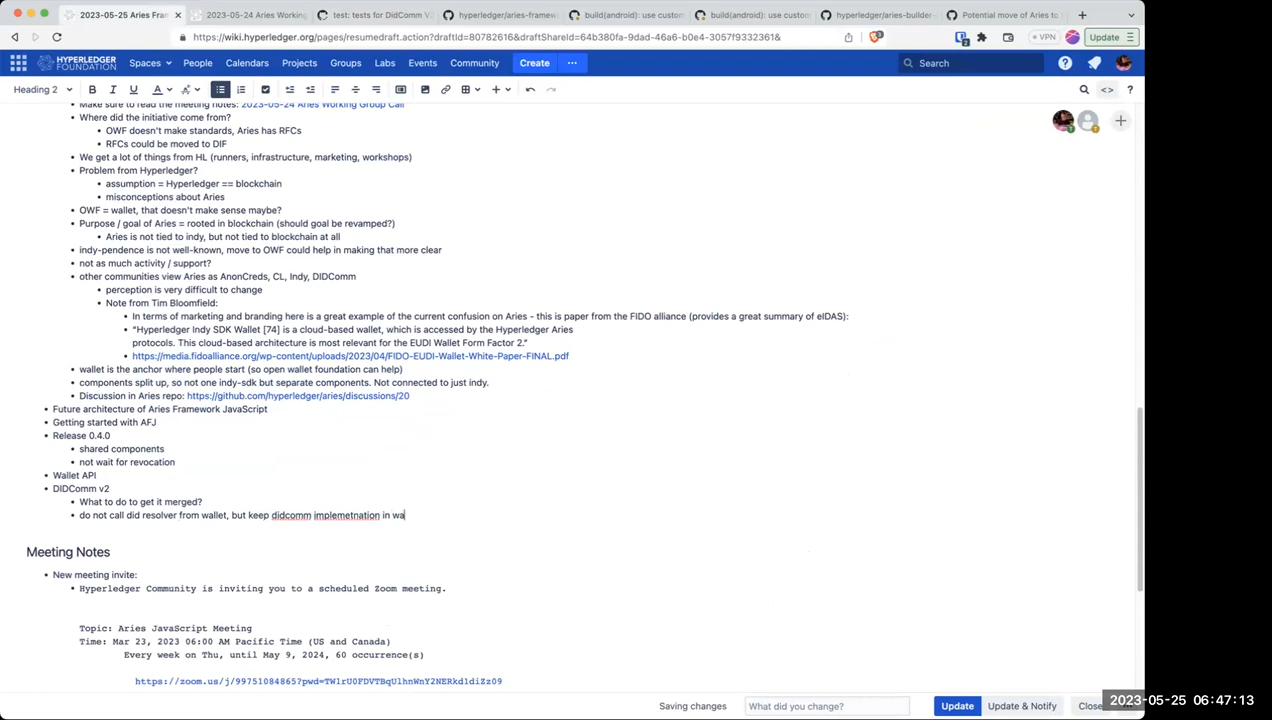 2023-05-25 Aries Fra
2023-05-24 Aries Working
test: tests for DidComm V
hyperledger/aries-framew
build(android): use custom
build(android): use custom
hyperledger/aries-builder-
Potential move of Aries to
https://wiki.hyperledger.org/pages/resumedraft.action?draftId=80782616&draftShareId=64b380fa-9dad-46a6-b0e4-3057f9332361&
VPN
Update
HYPERLEDGER FOUNDATION
Spaces
People
Calendars
Projects
Groups
Labs
Events
Community
Create
Search
Heading 2
Make sure to read the meeting notes: 2023-05-24 Aries Working Group Call
Where did the initiative come from?
OWF doesn't make standards, Aries has RFCs
RFCs could be moved to DIF
We get a lot of things from HL (runners, infrastructure, marketing, workshops)
Problem from Hyperledger?
assumption = Hyperledger == blockchain
misconceptions about Aries
OWF = wallet, that doesn't make sense maybe?
Purpose / goal of Aries = rooted in blockchain (should goal be revamped?)
Aries is not tied to indy, but not tied to blockchain at all
indy-pendence is not well-known, move to OWF could help in making that more clear
not as much activity / support?
other communities view Aries as AnonCreds, CL, Indy, DIDComm
perception is very difficult to change
Note from Tim Bloomfield:
In terms of marketing and branding here is a great example of the current confusion on Aries - this is paper from the FIDO alliance (provides a great summary of eIDAS):
"Hyperledger Indy SDK Wallet [74] is a cloud-based wallet, which is accessed by the Hyperledger Aries
protocols. This cloud-based architecture is most relevant for the EUDI Wallet Form Factor 2."
https://media.fidoalliance.org/wp-content/uploads/2023/04/FIDO-EUDI-Wallet-White-Paper-FINAL.pdf
wallet is the anchor where people start (so open wallet foundation can help)
components split up, so not one indy-sdk but separate components. Not connected to just indy.
Discussion in Aries repo: https://github.com/hyperledger/aries/discussions/20
Future architecture of Aries Framework JavaScript
Getting started with AFJ
Release 0.4.0
shared components
not wait for revocation
Wallet API
DIDComm v2
What to do to get it merged?
do not call did resolver from wallet, but keep didcomm implemetnation in wa
Meeting Notes
New meeting invite:
Hyperledger Community is inviting you to a scheduled Zoom meeting.
Topic: Aries JavaScript Meeting
Time: Mar 23, 2023 06:00 AM Pacific Time (US and Canada)
Every week on Thu, until May 9, 2024, 60 occurrence(s)
https://zoom.us/j/99751084865?pwd=TW1rU0FDVTBqUlhnWnY2NERkd1diZz09
Saving changes
What did you change?
Update
Update & Notify
Close
2023-05-25 06:47:13